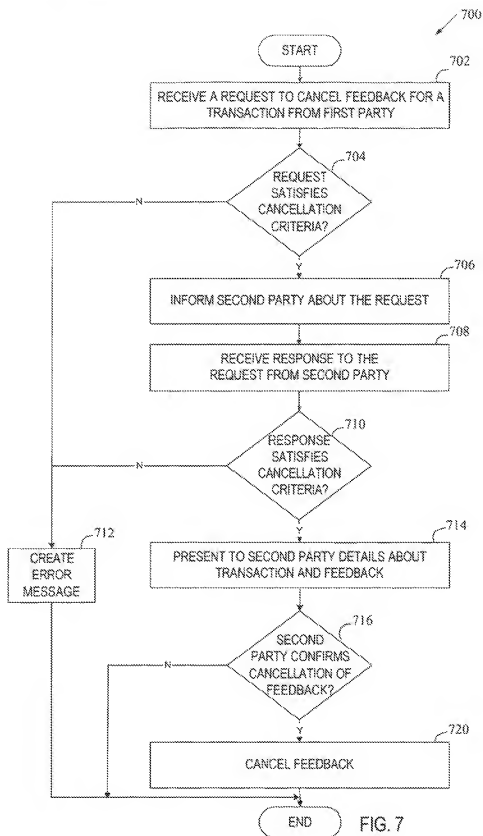 700
START
702
RECEIVE A REQUEST TO CANCEL FEEDBACK FOR A
TRANSACTION FROM FIRST PARTY
704
REQUEST
SATISFIES
CANCELLATION
CRITERIA?
N
Y
706
INFORM SECOND PARTY ABOUT THE REQUEST
708
RECEIVE RESPONSE TO THE
REQUEST FROM SECOND PARTY
710
RESPONSE
SATISFIES
CANCELLATION
CRITERIA?
N
Y
712
CREATE
ERROR
MESSAGE
714
PRESENT TO SECOND PARTY DETAILS ABOUT
TRANSACTION AND FEEDBACK
716
SECOND
PARTY CONFIRMS
CANCELLATION OF
FEEDBACK?
N
Y
720
CANCEL FEEDBACK
END
FIG. 7